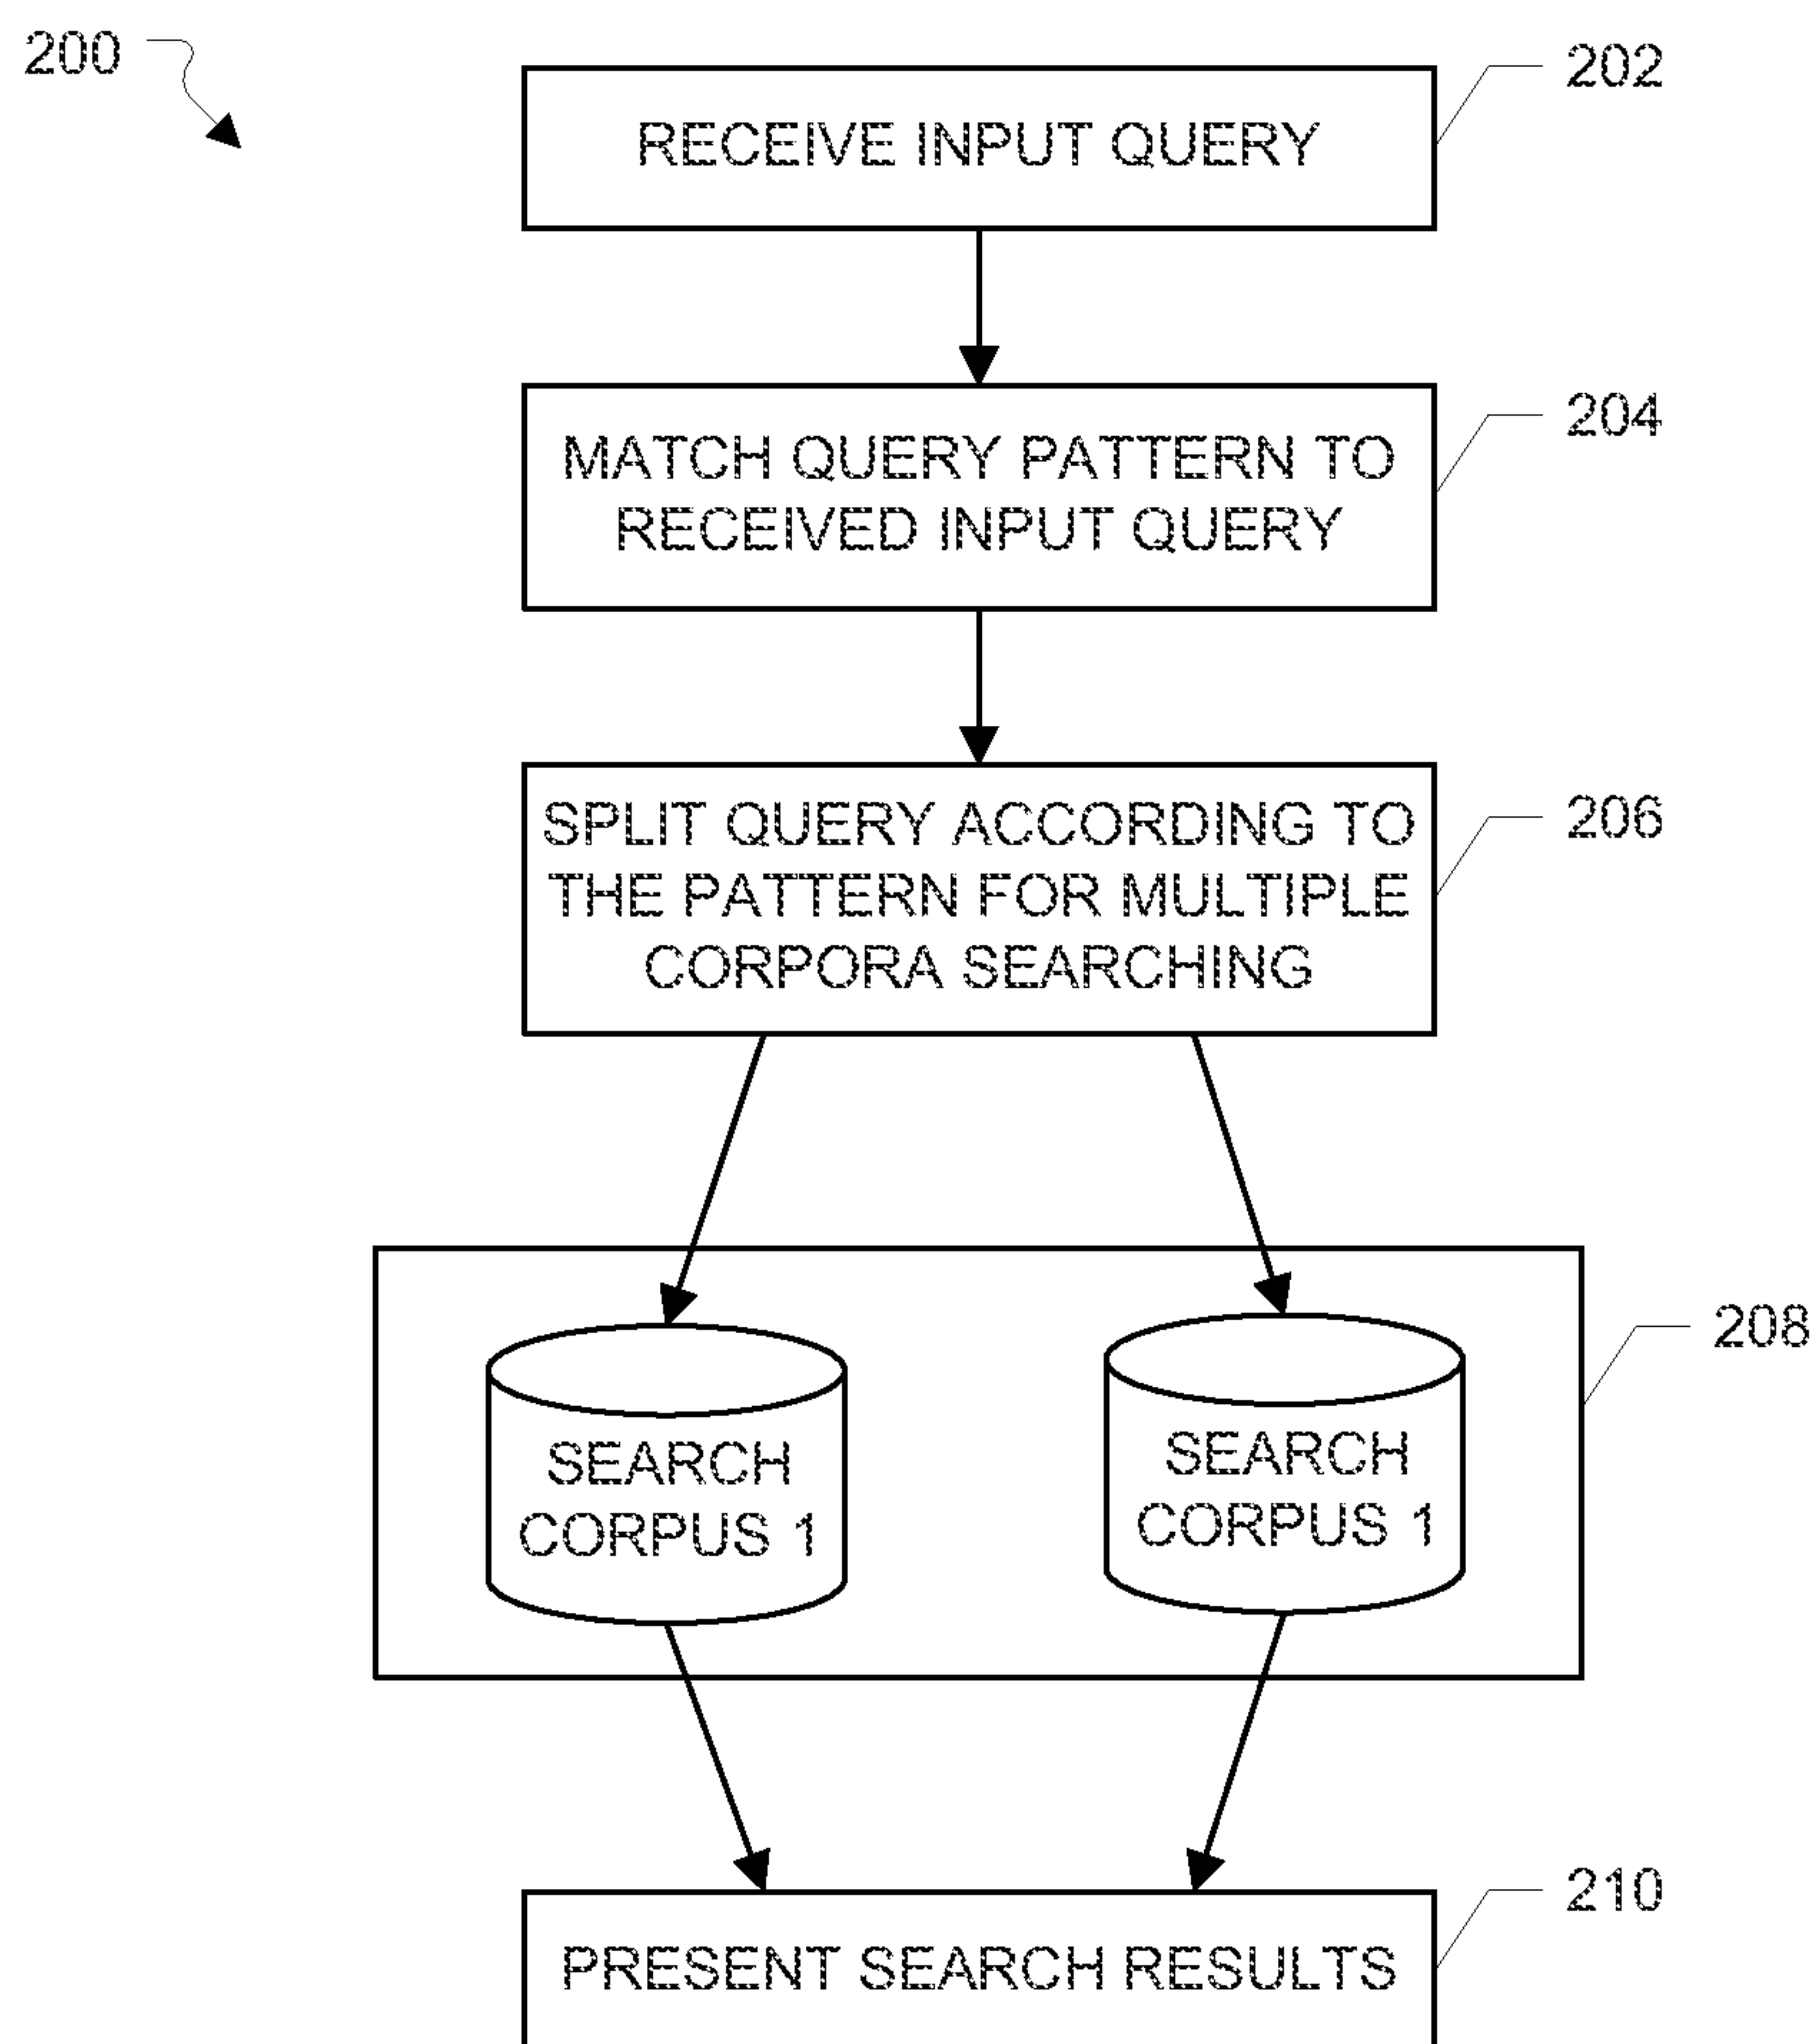 200
202
RECEIVE INPUT QUERY
204
MATCH QUERY PATTERN TO
RECEIVED INPUT QUERY
206
SPLIT QUERY ACCORDING TO
THE PATTERN FOR MULTIPLE
CORPORA SEARCHING
208
SEARCH
CORPUS 1
SEARCH
CORPUS 1
210
PRESENT SEARCH RESULTS